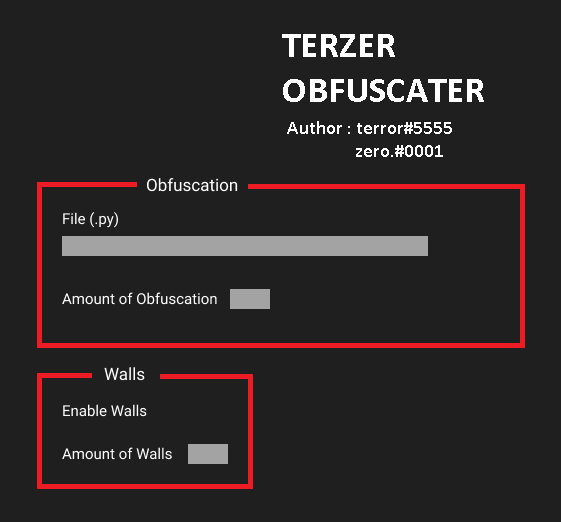 TERZER
OBFUSCATER
Author : terror#5555
zero.#0001
Obfuscation
File (.py)
Amount of Obfuscation
Walls
Enable Walls
Amount of Walls